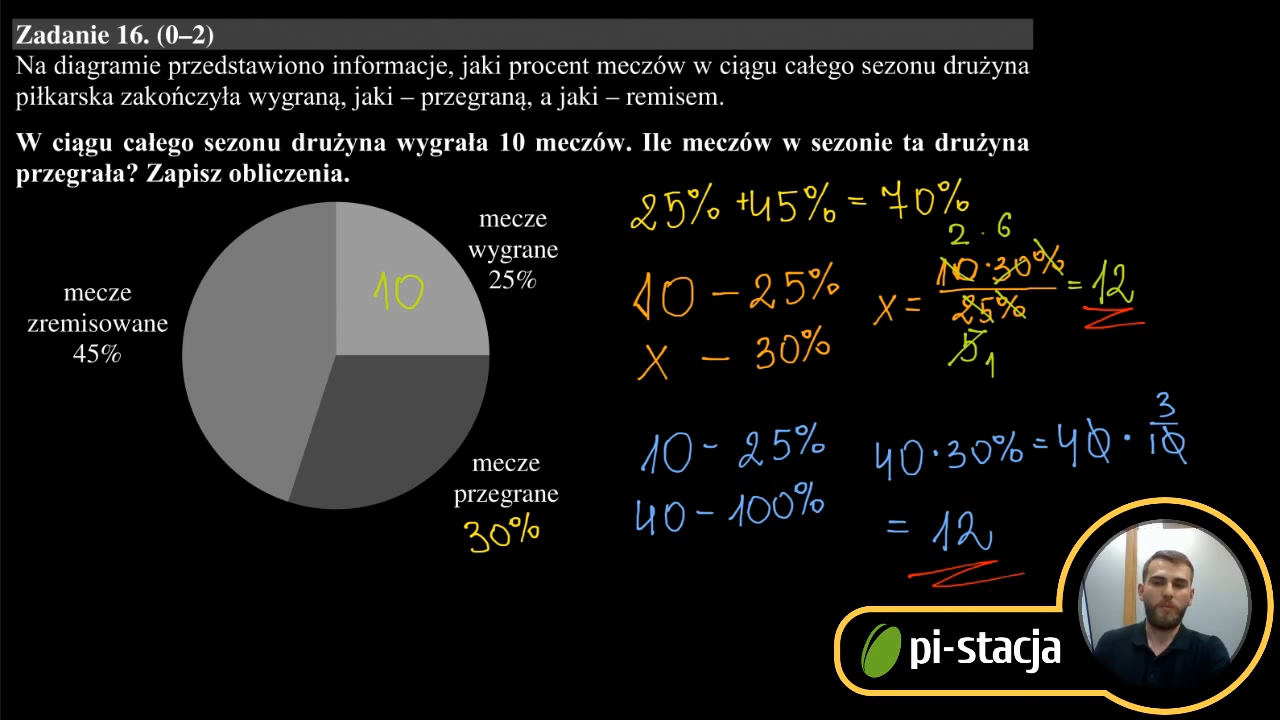 Zadanie 16. (0–2)
Na diagramie przedstawiono informacje, jaki procent meczów w ciągu całego sezonu drużyna
piłkarska zakończyła wygraną, jaki – przegraną, a jaki – remisem.
W ciągu całego sezonu drużyna wygrała 10 meczów. Ile meczów w sezonie ta drużyna
przegrała? Zapisz obliczenia.
mecze
wygrane
25%
10
mecze
zremisowane
45%
mecze
przegrane
30%
25% + 45% = 70%
10 – 25%
x – 30%
2 · 6
x = 10 · 30% / 25% = 12
5 1
10 – 25%
40 – 100%
40 · 30% = 40 · 3/10
= 12
pi-stacja